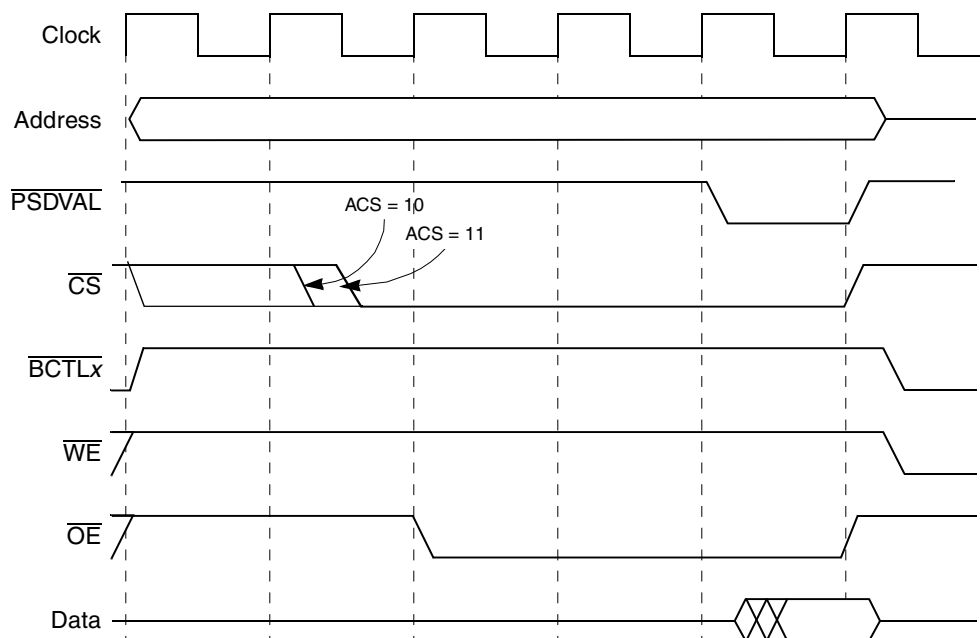 Clock
Address
PSDVAL
ACS = 10
ACS = 11
CS
BCTLx
WE
OE
Data